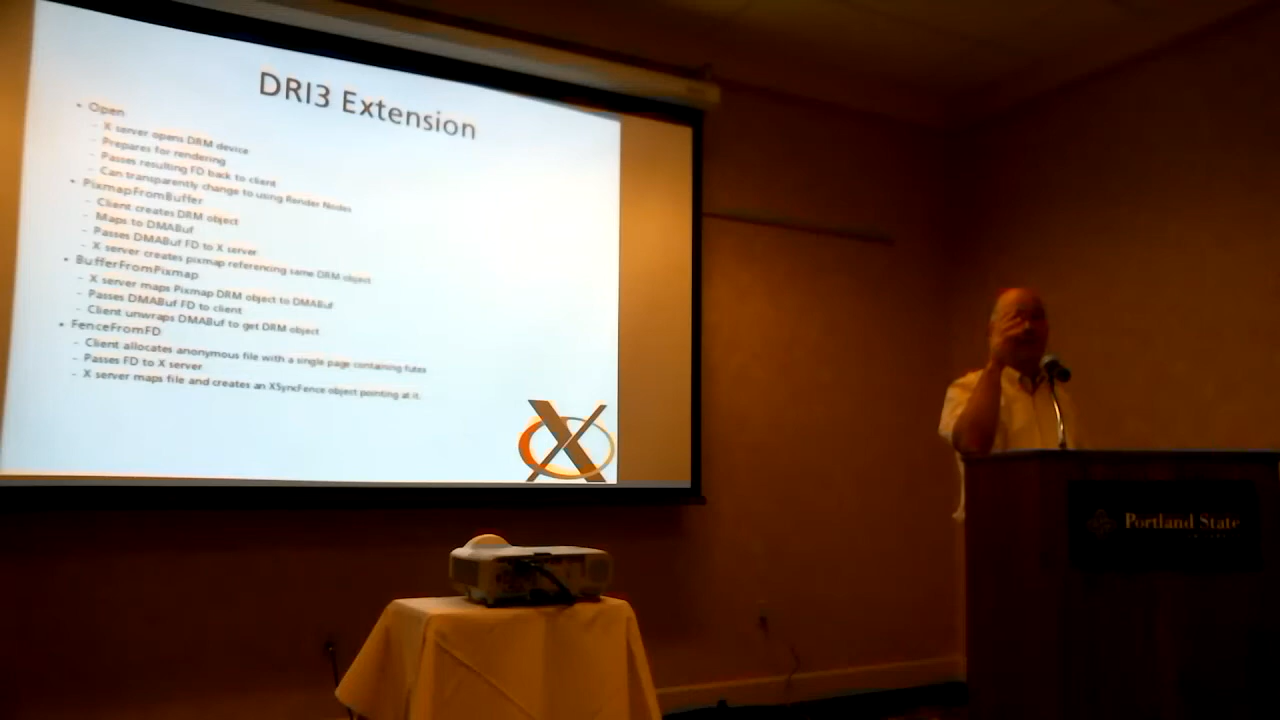 DRI3 Extension
• Open
– X server opens DRM device
– Prepares for rendering
– Passes resulting FD back to client
– Can transparently change to using Render Nodes
• PixmapFromBuffer
– Client creates DRM object
– Maps to DMABuf
– Passes DMABuf FD to X server
– X server creates pixmap referencing same DRM object
• BufferFromPixmap
– X server maps Pixmap DRM object to DMABuf
– Passes DMABuf FD to client
– Client unwraps DMABuf to get DRM object
• FenceFromFD
– Client allocates anonymous file with a single page containing futex
– Passes FD to X server
– X server maps file and creates an XSyncFence object pointing at it.
X
Portland State